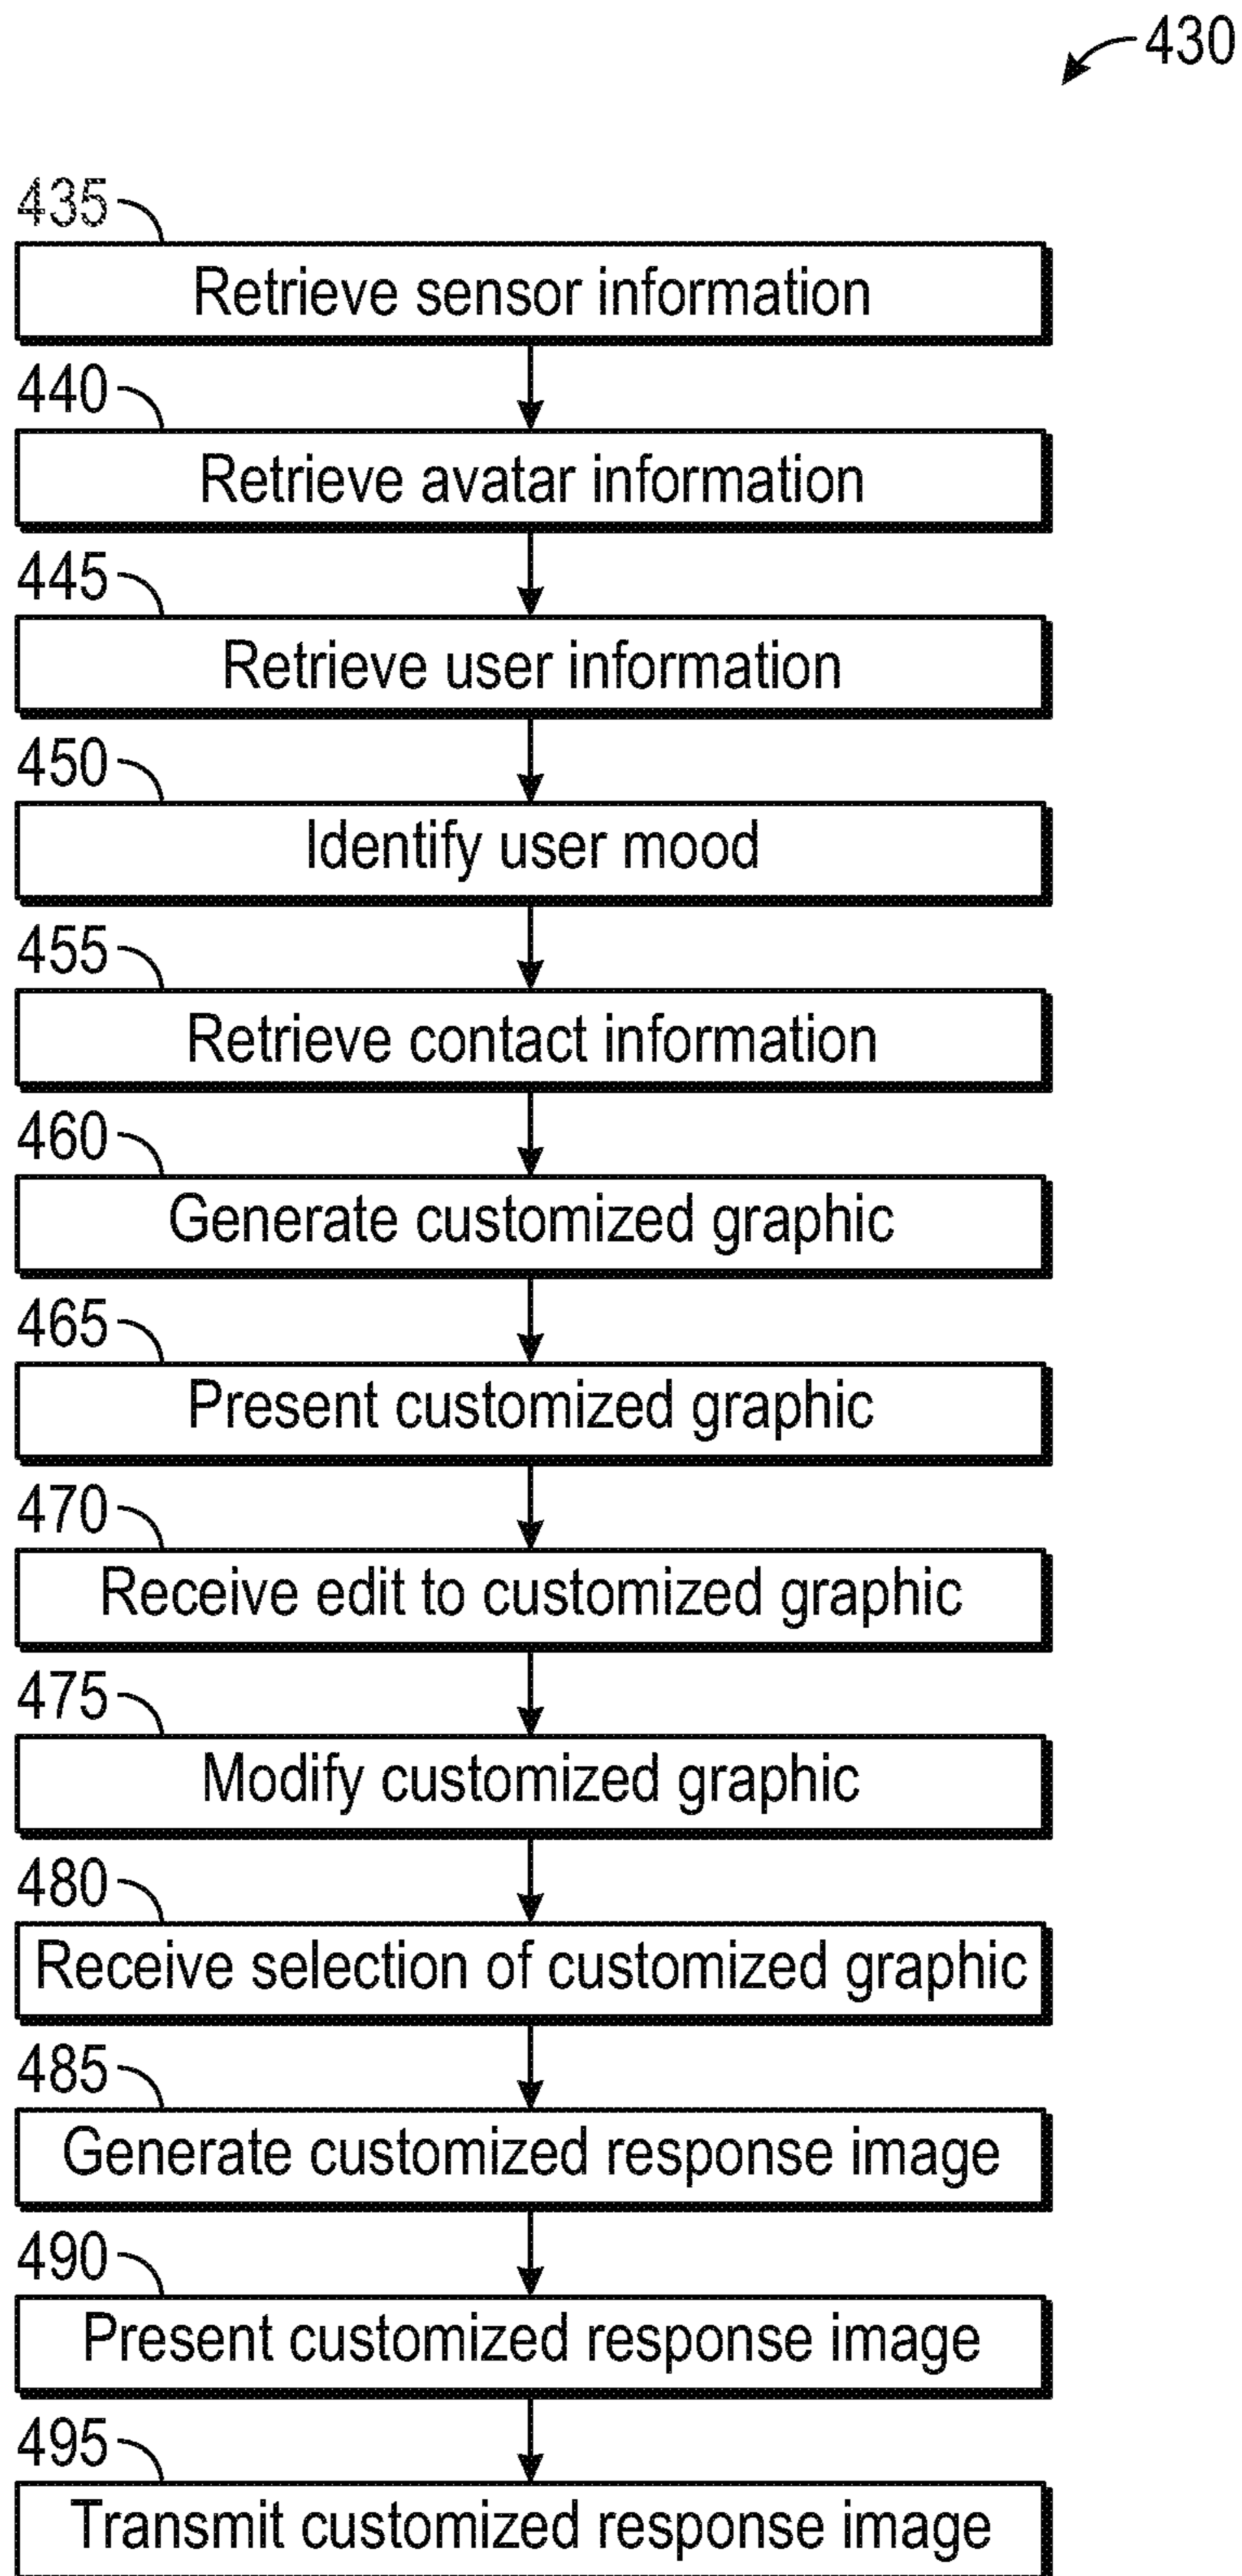 430
435
Retrieve sensor information
440
Retrieve avatar information
445
Retrieve user information
450
Identify user mood
455
Retrieve contact information
460
Generate customized graphic
465
Present customized graphic
470
Receive edit to customized graphic
475
Modify customized graphic
480
Receive selection of customized graphic
485
Generate customized response image
490
Present customized response image
495
Transmit customized response image